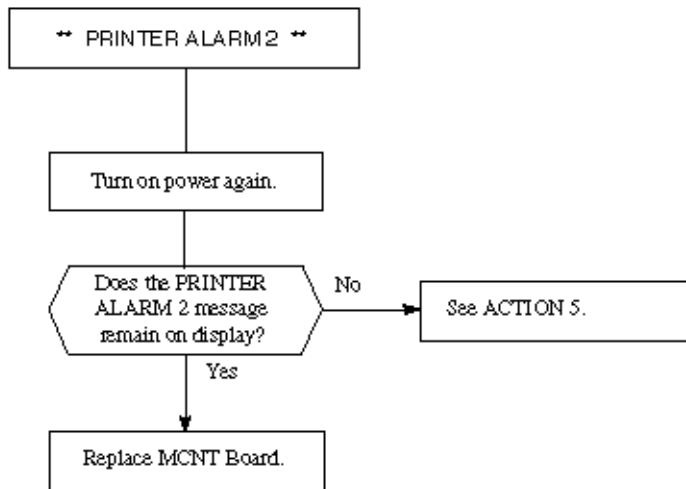 ** PRINTER ALARM 2 **
Turn on power again.
Does the PRINTER
ALARM 2 message
remain on display?
No
See ACTION 5.
Yes
Replace MCNT Board.